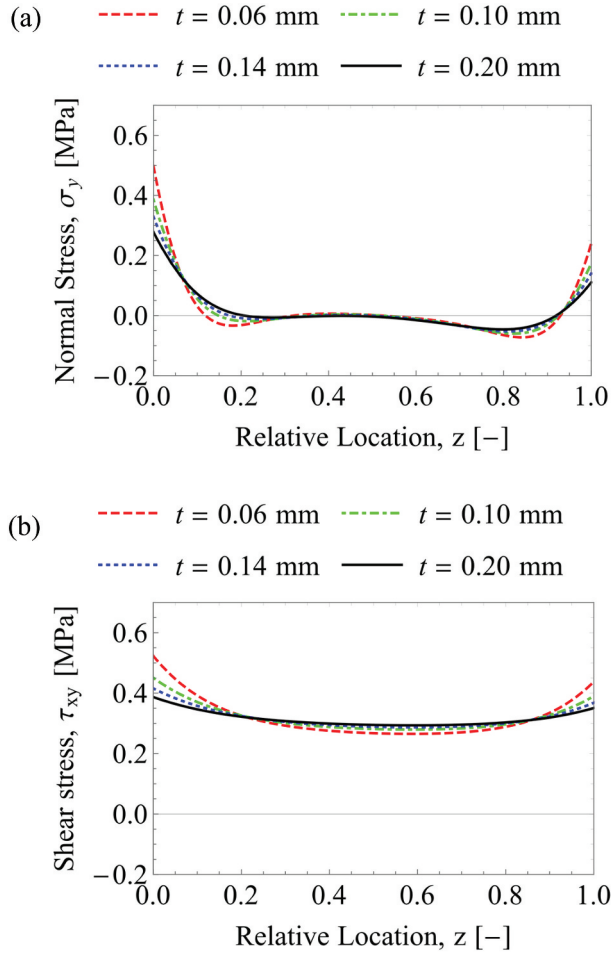 (a)
t = 0.06 mm t = 0.10 mm
t = 0.14 mm t = 0.20 mm
Normal Stress, σy [MPa]
0.6
0.4
0.2
0.0
−0.2
0.0 0.2 0.4 0.6 0.8 1.0
Relative Location, z [−]
(b)
t = 0.06 mm t = 0.10 mm
t = 0.14 mm t = 0.20 mm
Shear stress, τxy [MPa]
0.6
0.4
0.2
0.0
−0.2
0.0 0.2 0.4 0.6 0.8 1.0
Relative Location, z [−]